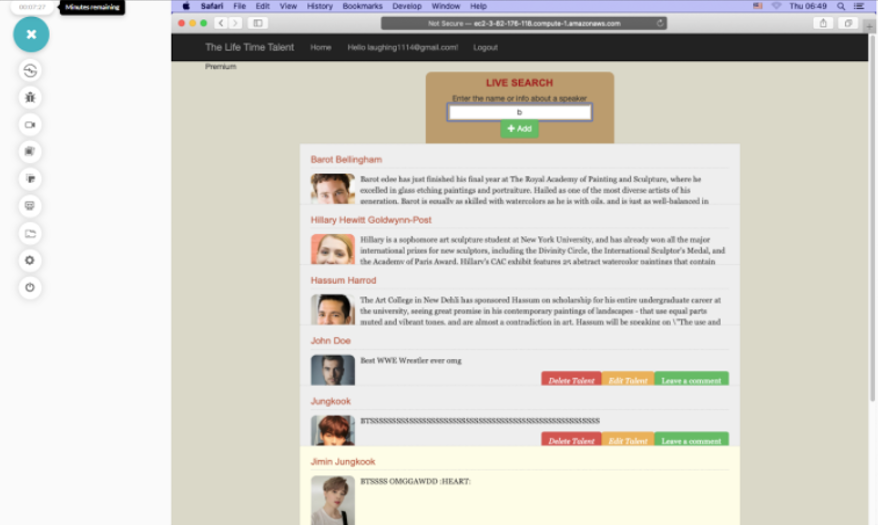 00:07:27 Minutes remaining
Safari File Edit View History Bookmarks Develop Window Help Thu 06:49
Not Secure — ec2-3-82-176-116.compute-1.amazonaws.com
The Life Time Talent Home Hello laughing1114@gmail.com! Logout
Premium
LIVE SEARCH
Enter the name or info about a speaker
b
+ Add
Barot Bellingham
Barot edee has just finished his final year at The Royal Academy of Painting and Sculpture, where he
excelled in glass etching paintings and portraiture. Hailed as one of the most diverse artists of his
generation, Barot is equally as skilled with watercolors as he is with oils, and is just as well-balanced in
Hillary Hewitt Goldwynn-Post
Hillary is a sophomore art sculpture student at New York University, and has already won all the major
international prizes for new sculptors, including the Divinity Circle, the International Sculptor's Medal, and
the Academy of Paris Award. Hillary's CAC exhibit features 25 abstract watercolor paintings that contain
Hassum Harrod
The Art College in New Dehli has sponsored Hassum on scholarship for his entire undergraduate career at
the university, seeing great promise in his contemporary paintings of landscapes - that use equal parts
muted and vibrant tones, and are almost a contradiction in art. Hassum will be speaking on \"The use and
John Doe
Best WWE Wrestler ever omg
Delete Talent Edit Talent Leave a comment
Jungkook
Delete Talent Edit Talent Leave a comment
Jimin Jungkook
BTSSSS OMGGAWDD :HEART: